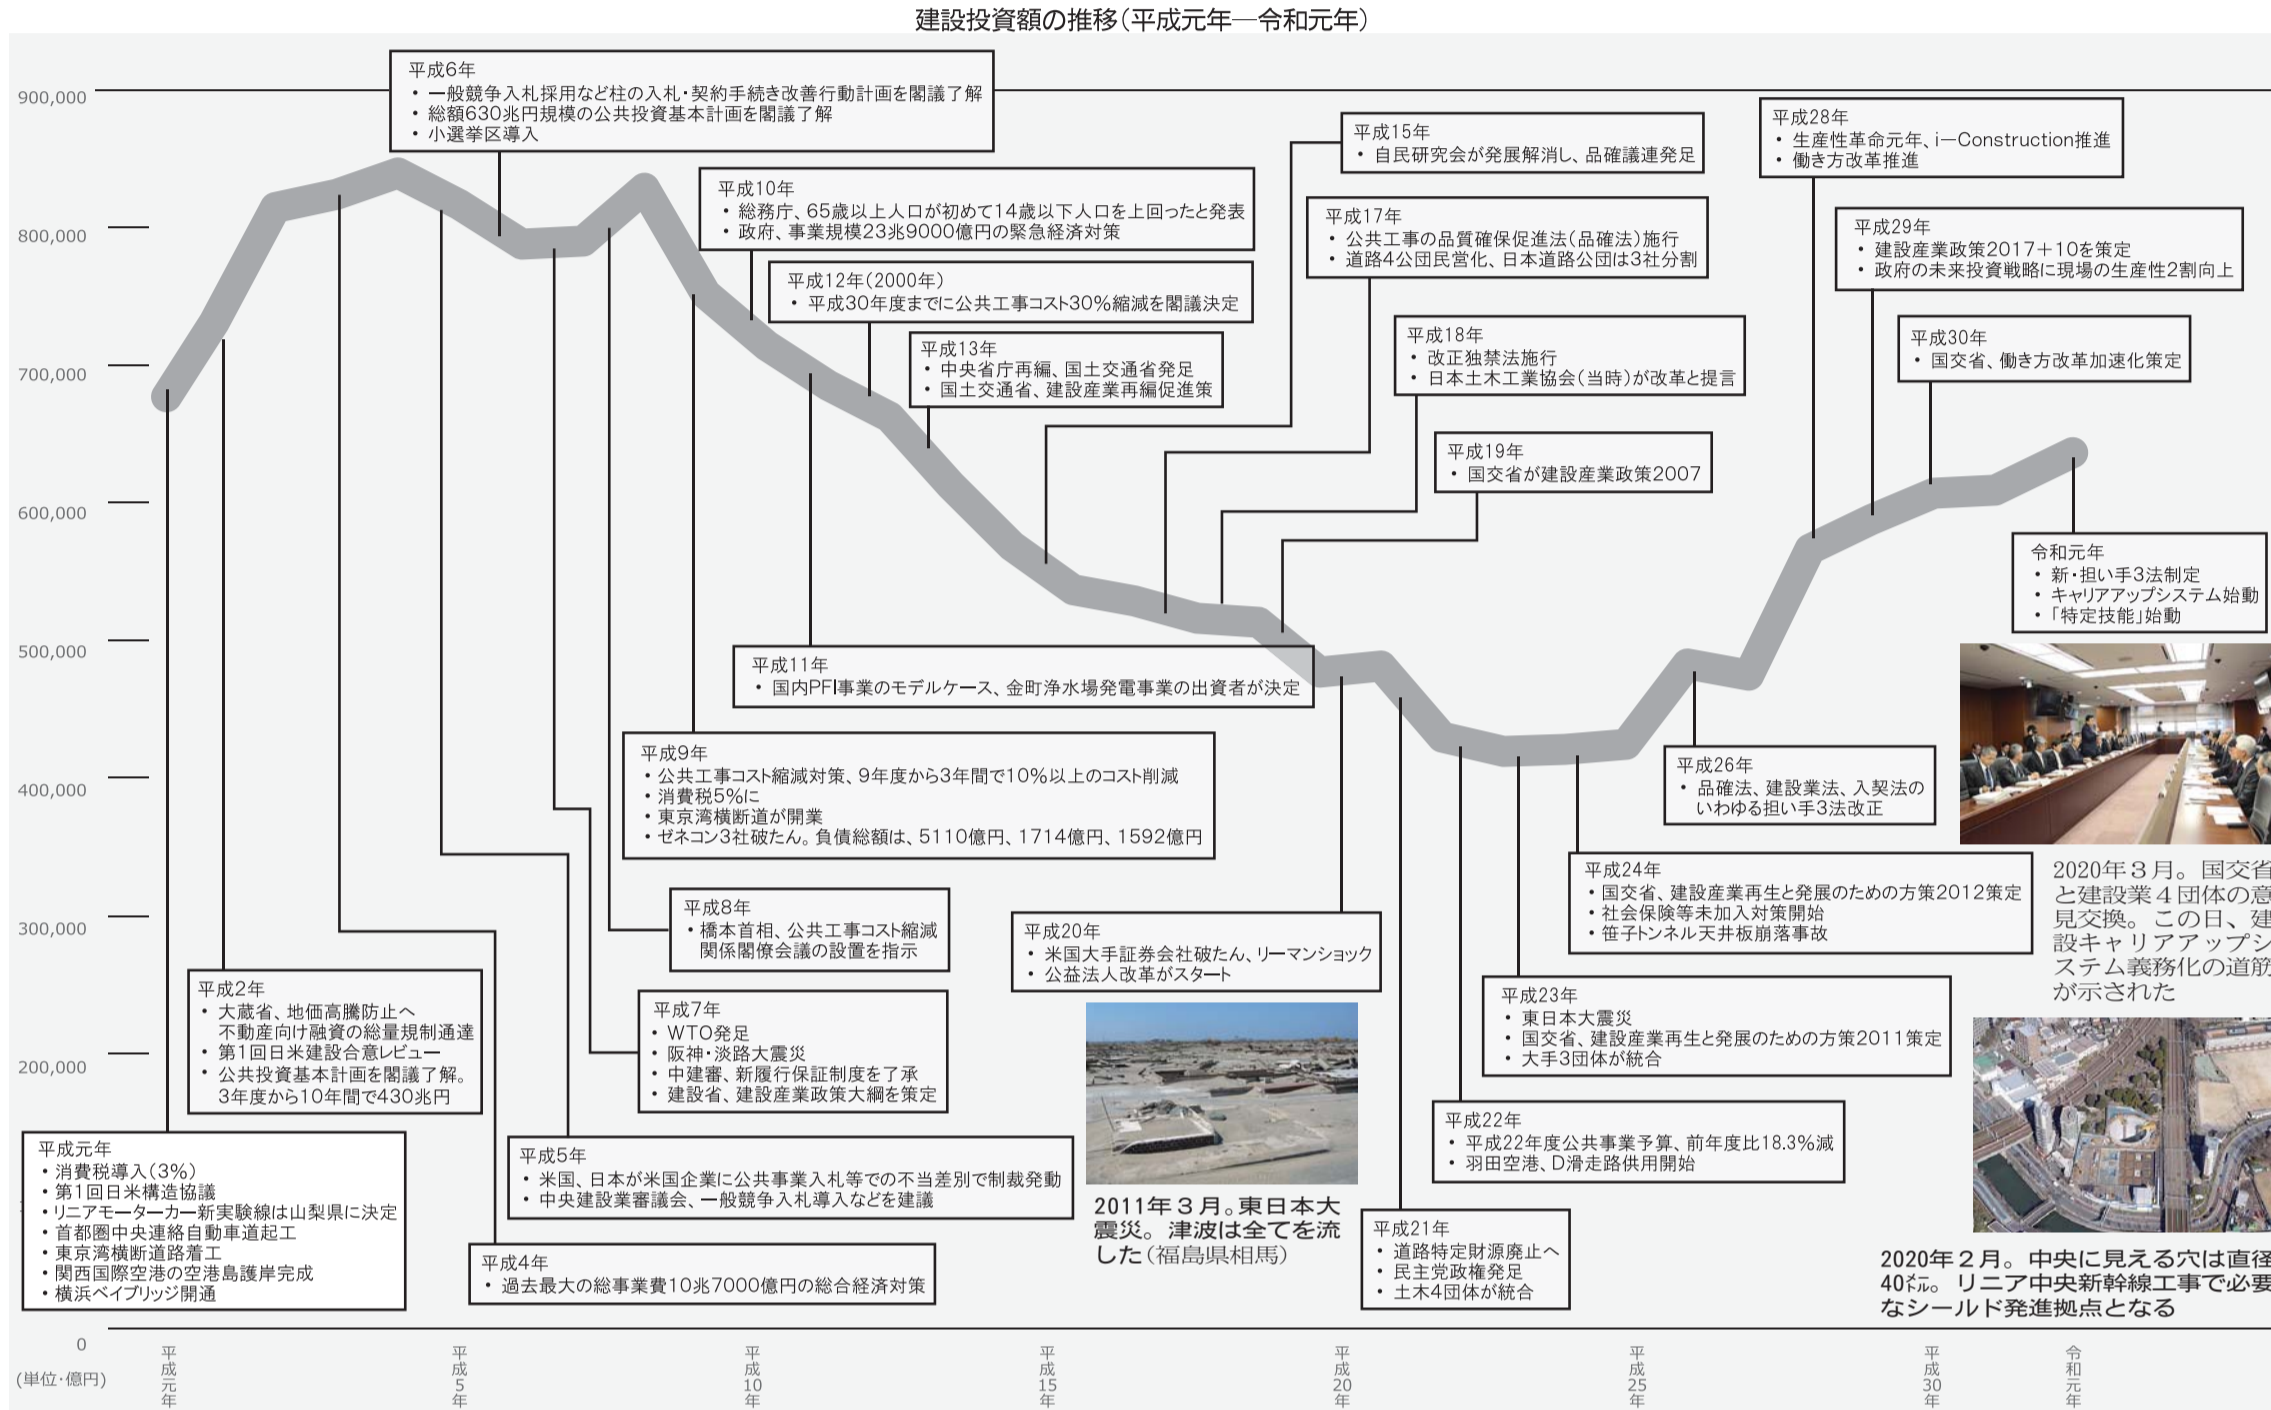 建設投資額の推移（平成元年―令和元年）
900,000
800,000
700,000
600,000
500,000
400,000
300,000
200,000
0
(単位・億円)
平成6年
・一般競争入札採用など柱の入札・契約手続き改善行動計画を閣議了解
・総額630兆円規模の公共投資基本計画を閣議了解
・小選挙区導入
平成10年
・総務庁、65歳以上人口が初めて14歳以下人口を上回ったと発表
・政府、事業規模23兆9000億円の緊急経済対策
平成12年（2000年）
・平成30年度までに公共工事コスト30％縮減を閣議決定
平成13年
・中央省庁再編、国土交通省発足
・国土交通省、建設産業再編促進策
平成15年
・自民研究会が発展解消し、品確議連発足
平成17年
・公共工事の品質確保促進法（品確法）施行
・道路4公団民営化、日本道路公団は3社分割
平成18年
・改正独禁法施行
・日本土木工業協会（当時）が改革と提言
平成19年
・国交省が建設産業政策2007
平成28年
・生産性革命元年、i－Construction推進
・働き方改革推進
平成29年
・建設産業政策2017＋10を策定
・政府の未来投資戦略に現場の生産性2割向上
平成30年
・国交省、働き方改革加速化策定
令和元年
・新・担い手3法制定
・キャリアアップシステム始動
・「特定技能」始動
平成11年
・国内PFI事業のモデルケース、金町浄水場発電事業の出資者が決定
平成9年
・公共工事コスト縮減対策、9年度から3年間で10％以上のコスト削減
・消費税5％に
・東京湾横断道が開業
・ゼネコン3社破たん。負債総額は、5110億円、1714億円、1592億円
平成8年
・橋本首相、公共工事コスト縮減
関係閣僚会議の設置を指示
平成7年
・WTO発足
・阪神・淡路大震災
・中建審、新履行保証制度を了承
・建設省、建設産業政策大綱を策定
平成2年
・大蔵省、地価高騰防止へ
不動産向け融資の総量規制通達
・第1回日米建設合意レビュー
・公共投資基本計画を閣議了解。
3年度から10年間で430兆円
平成元年
・消費税導入（3％）
・第1回日米構造協議
・リニアモーターカー新実験線は山梨県に決定
・首都圏中央連絡自動車道起工
・東京湾横断道路着工
・関西国際空港の空港島護岸完成
・横浜ベイブリッジ開通
平成5年
・米国、日本が米国企業に公共事業入札等での不当差別で制裁発動
・中央建設業審議会、一般競争入札導入などを建議
平成4年
・過去最大の総事業費10兆7000億円の総合経済対策
平成20年
・米国大手証券会社破たん、リーマンショック
・公益法人改革がスタート
2011年３月。東日本大
震災。津波は全てを流
した（福島県相馬）
平成26年
・品確法、建設業法、入契法の
いわゆる担い手3法改正
平成24年
・国交省、建設産業再生と発展のための方策2012策定
・社会保険等未加入対策開始
・笹子トンネル天井板崩落事故
平成23年
・東日本大震災
・国交省、建設産業再生と発展のための方策2011策定
・大手3団体が統合
平成22年
・平成22年度公共事業予算、前年度比18.3％減
・羽田空港、D滑走路供用開始
平成21年
・道路特定財源廃止へ
・民主党政権発足
・土木4団体が統合
2020年３月。国交省
と建設業４団体の意
見交換。この日、建
設キャリアアップシ
ステム義務化の道筋
が示された
2020年２月。中央に見える穴は直径
40㍍。リニア中央新幹線工事で必要
なシールド発進拠点となる
平成元年
平成5年
平成10年
平成15年
平成20年
平成25年
平成30年
令和元年